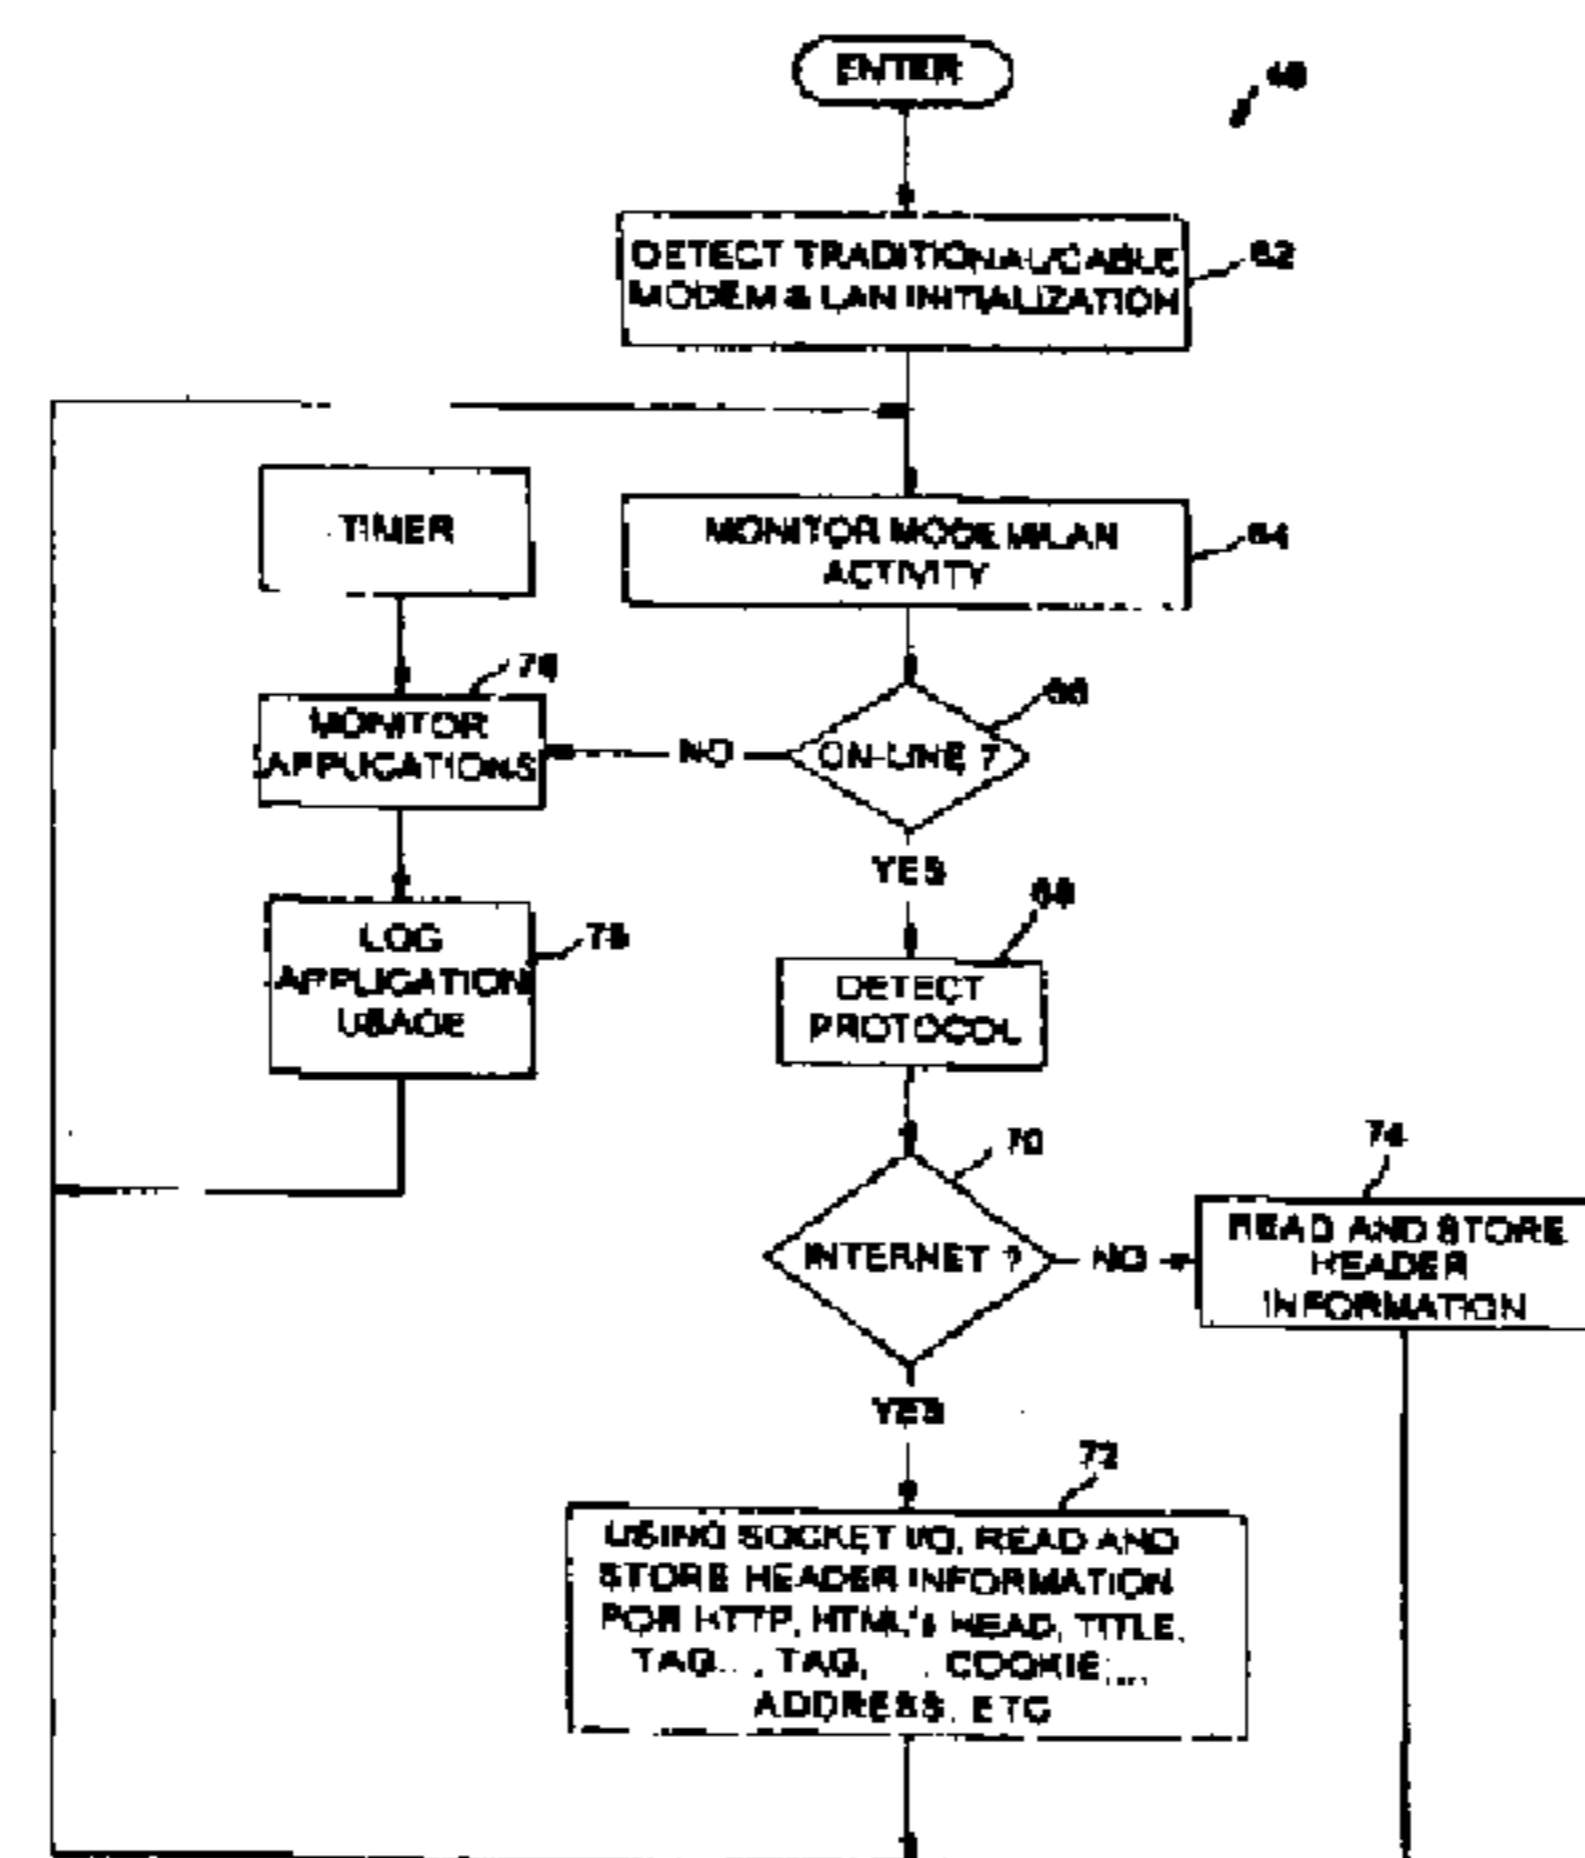 ENTER
62
DETECT TRADITIONAL/CABLE
MODEM & LAN INITIALIZATION
TIMER
MONITOR MODEM/LAN
ACTIVITY
64
76
66
MONITOR
APPLICATIONS
NO
ON-LINE ?
YES
68
LOG
APPLICATION
USAGE
DETECT
PROTOCOL
70
74
INTERNET ?
NO
READ AND STORE
HEADER
INFORMATION
YES
72
USING SOCKET I/O, READ AND
STORE HEADER INFORMATION
FOR HTTP, HTML's HEAD, TITLE,
TAG.. , TAG, . COOKIE,...
ADDRESS, ETC